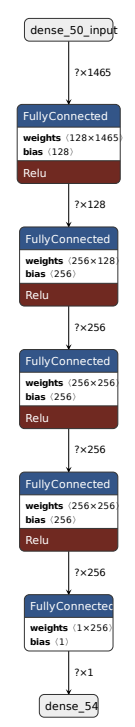 dense_50_input
?×1465
FullyConnected
weights ⟨128×1465⟩
bias ⟨128⟩
Relu
?×128
FullyConnected
weights ⟨256×128⟩
bias ⟨256⟩
Relu
?×256
FullyConnected
weights ⟨256×256⟩
bias ⟨256⟩
Relu
?×256
FullyConnected
weights ⟨256×256⟩
bias ⟨256⟩
Relu
?×256
FullyConnected
weights ⟨1×256⟩
bias ⟨1⟩
?×1
dense_54